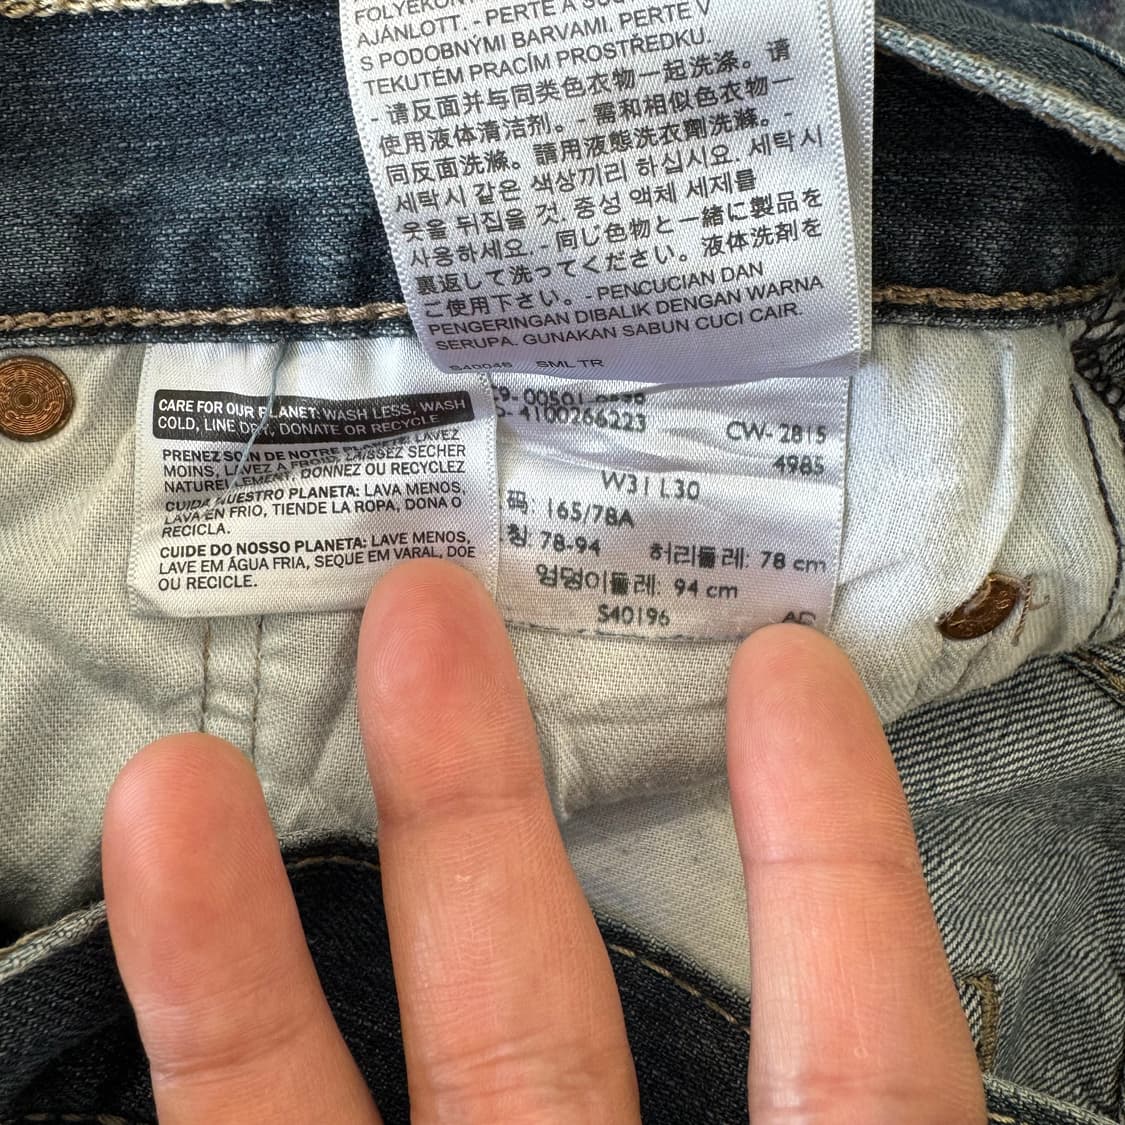 AJÁNLOTT. - PERTE A
S PODOBNÝMI BARVAMI. PERTE V
TEKUTÉM PRACÍM PROSTŘEDKU.
- 请反面并与同类色衣物一起洗涤。请
使用液体清洁剂。- 需和相似色衣物一
同反面洗滌。請用液態洗衣劑洗滌。-
세탁시 같은 색상끼리 하십시요. 세탁시
옷을 뒤집을 것. 중성 액체 세제를
사용하세요. - 同じ色物と一緒に製品を
裏返して洗ってください。液体洗剤を
ご使用下さい。- PENCUCIAN DAN
PENGERINGAN DIBALIK DENGAN WARNA
SERUPA. GUNAKAN SABUN CUCI CAIR.
SML TR
CARE FOR OUR PLANET: WASH LESS, WASH
COLD, LINE DRY, DONATE OR RECYCLE.
PRENEZ SOIN DE NOTRE LAVEZ
MOINS, LAVEZ A FROID, LAISSEZ SECHER
NATURELLEMENT, DONNEZ OU RECYCLEZ
CUIDA NUESTRO PLANETA: LAVA MENOS,
LAVA EN FRIO, TIENDE LA ROPA, DONA O
RECICLA.
CUIDE DO NOSSO PLANETA: LAVE MENOS,
LAVE EM ÁGUA FRIA, SEQUE EM VARAL, DOE
OU RECICLE.
4100266223
CW- 2815
4985
W31 L30
码: 165/78A
칭: 78-94 허리둘레: 78 cm
엉덩이둘레: 94 cm
S40196